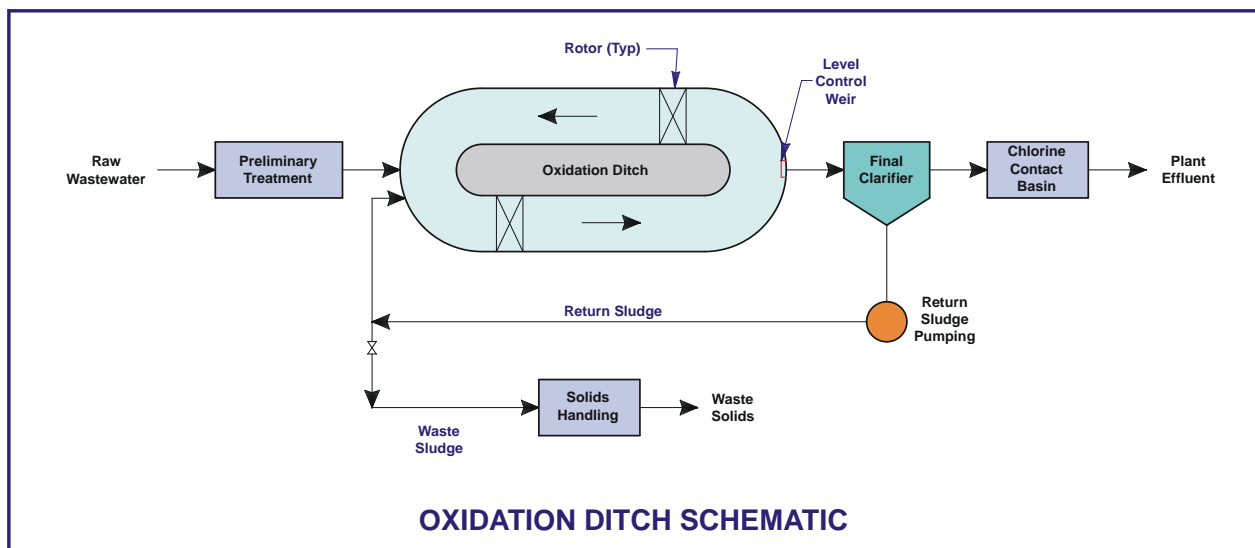 Rotor (Typ)
Level
Control
Weir
Raw
Wastewater
Preliminary
Treatment
Oxidation Ditch
Final
Clarifier
Chlorine
Contact
Basin
Plant
Effluent
Return Sludge
Return
Sludge
Pumping
Solids
Handling
Waste
Solids
Waste
Sludge
OXIDATION DITCH SCHEMATIC